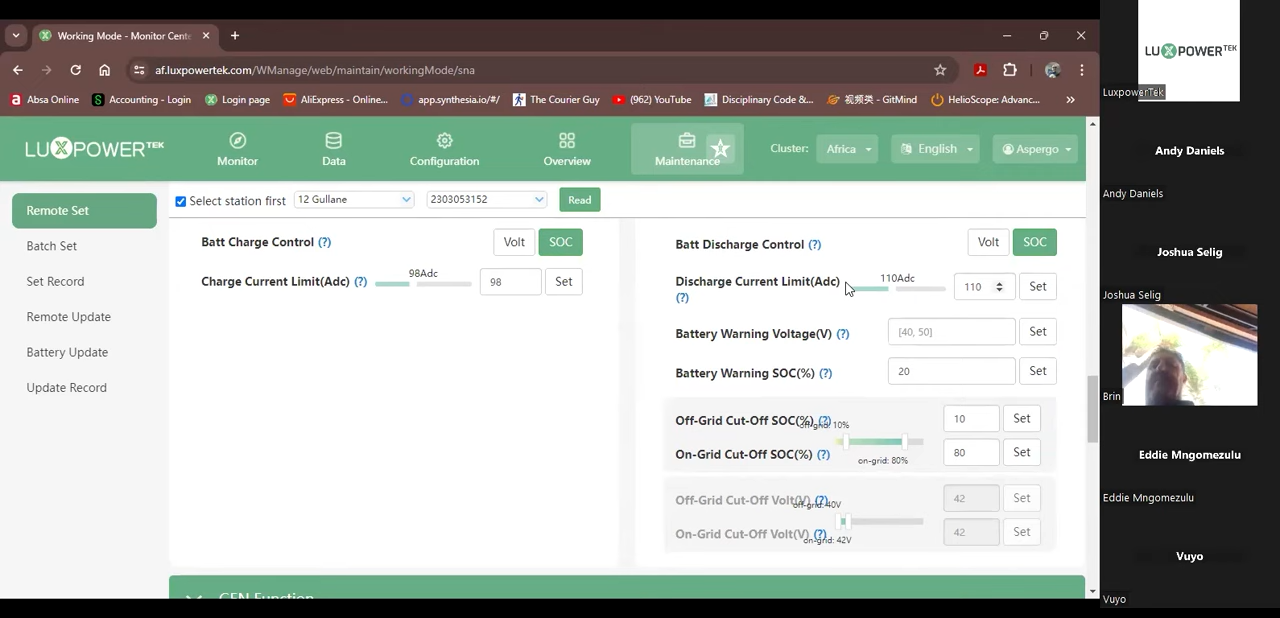 Working Mode - Monitor Cente
af.luxpowertek.com/WManage/web/maintain/workingMode/sna
Absa Online
Accounting - Login
Login page
AliExpress - Online...
app.synthesia.io/#/
The Courier Guy
(962) YouTube
Disciplinary Code &...
视频类 - GitMind
HelioScope: Advanc...
»
LUXPOWERTEK
Monitor
Data
Configuration
Overview
Maintenance
Cluster:
Africa
English
Aspergo
Remote Set
Batch Set
Set Record
Remote Update
Battery Update
Update Record
Select station first
12 Gullane
2303053152
Read
Batt Charge Control (?)
Volt
SOC
Charge Current Limit(Adc) (?)
98Adc
98
Set
Batt Discharge Control (?)
Volt
SOC
Discharge Current Limit(Adc)
(?)
110Adc
110
Set
Battery Warning Voltage(V) (?)
[40, 50]
Set
Battery Warning SOC(%) (?)
20
Set
Off-Grid Cut-Off SOC(%) (?)
off-grid: 10%
10
Set
On-Grid Cut-Off SOC(%) (?)
on-grid: 80%
80
Set
Off-Grid Cut-Off Volt(V) (?)
off-grid: 40V
42
Set
On-Grid Cut-Off Volt(V) (?)
on-grid: 42V
42
Set
GEN Function
LUXPOWERTEK
LuxpowerTek
Andy Daniels
Andy Daniels
Joshua Selig
Joshua Selig
Brin
Eddie Mngomezulu
Eddie Mngomezulu
Vuyo
Vuyo